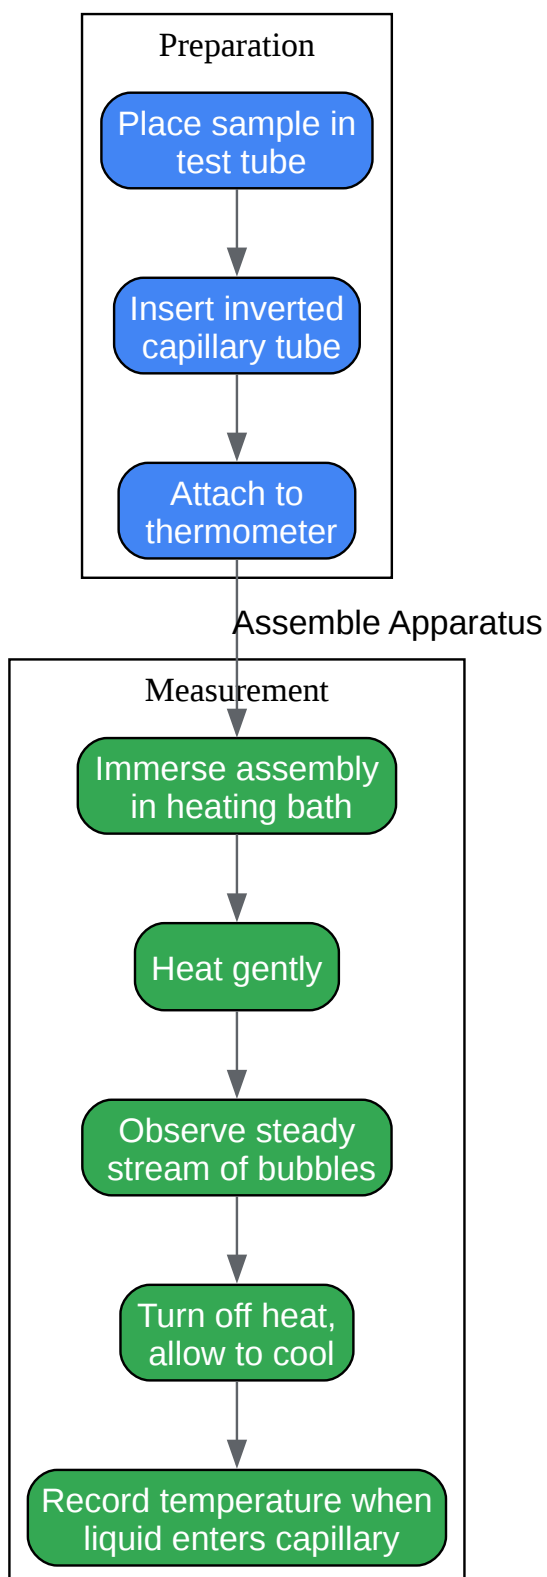 Preparation
Place sample in
test tube
Insert inverted
capillary tube
Attach to
thermometer
Assemble Apparatus
Measurement
Immerse assembly
in heating bath
Heat gently
Observe steady
stream of bubbles
Turn off heat,
allow to cool
Record temperature when
liquid enters capillary